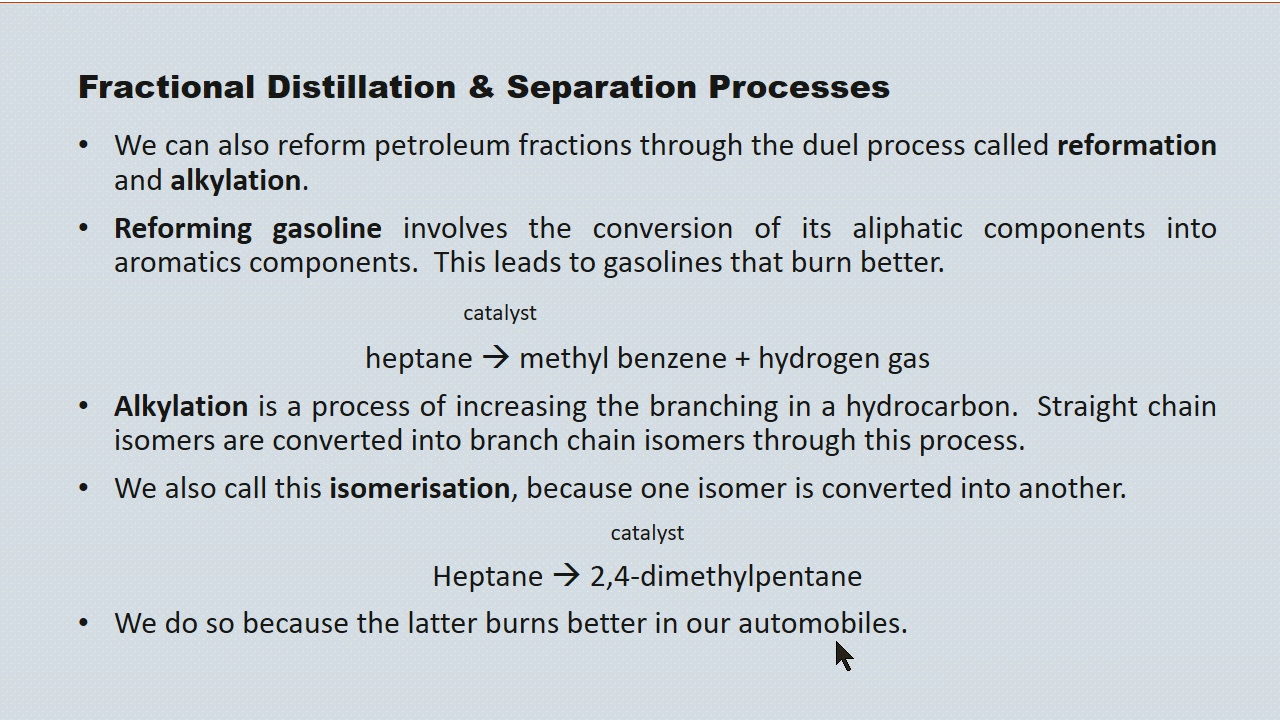 Fractional Distillation & Separation Processes
• We can also reform petroleum fractions through the duel process called reformation
and alkylation.
• Reforming gasoline involves the conversion of its aliphatic components into
aromatics components. This leads to gasolines that burn better.
catalyst
heptane → methyl benzene + hydrogen gas
• Alkylation is a process of increasing the branching in a hydrocarbon. Straight chain
isomers are converted into branch chain isomers through this process.
• We also call this isomerisation, because one isomer is converted into another.
catalyst
Heptane → 2,4-dimethylpentane
• We do so because the latter burns better in our automobiles.